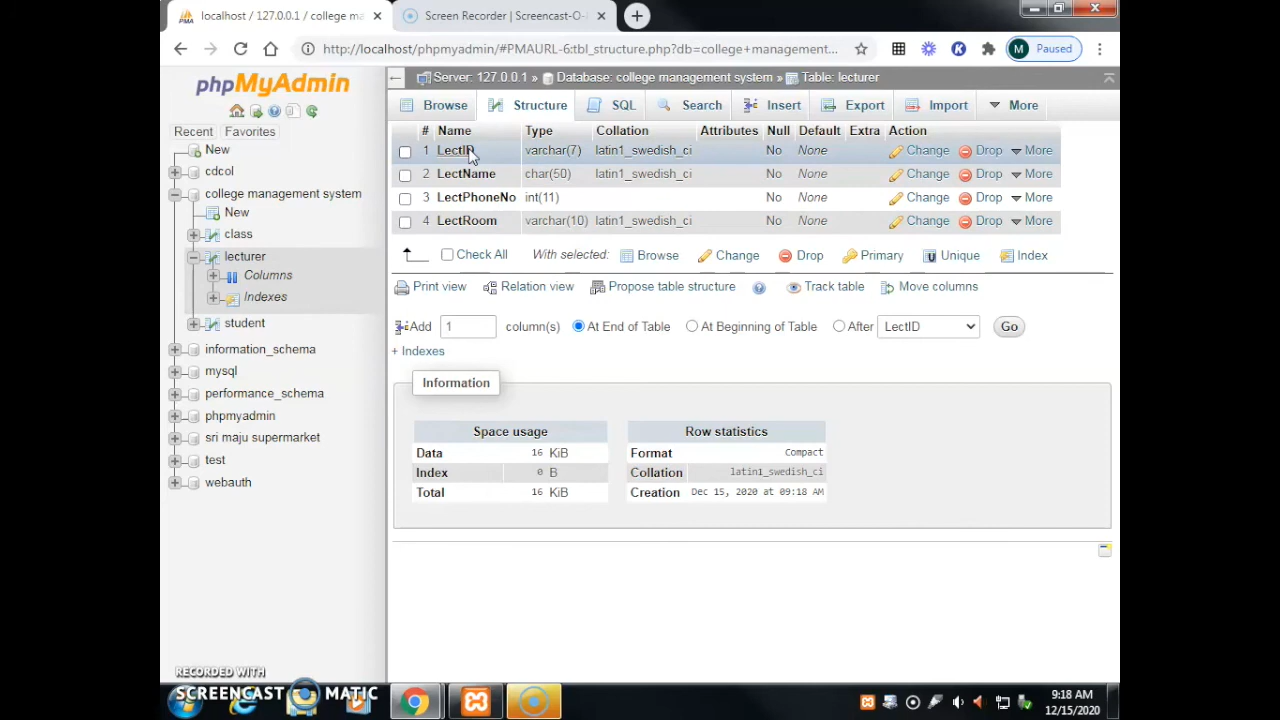 localhost / 127.0.0.1 / college ma
Screen Recorder | Screencast-O-
http://localhost/phpmyadmin/#PMAURL-6:tbl_structure.php?db=college+management...
M Paused
phpMyAdmin
Recent Favorites
New
cdcol
college management system
New
class
lecturer
Columns
Indexes
student
information_schema
mysql
performance_schema
phpmyadmin
sri maju supermarket
test
webauth
Server: 127.0.0.1 » Database: college management system » Table: lecturer
Browse Structure SQL Search Insert Export Import More
# Name Type Collation Attributes Null Default Extra Action
1 LectID varchar(7) latin1_swedish_ci No None Change Drop More
2 LectName char(50) latin1_swedish_ci No None Change Drop More
3 LectPhoneNo int(11) No None Change Drop More
4 LectRoom varchar(10) latin1_swedish_ci No None Change Drop More
Check All With selected: Browse Change Drop Primary Unique Index
Print view Relation view Propose table structure Track table Move columns
Add 1 column(s) At End of Table At Beginning of Table After LectID Go
+ Indexes
Information
Space usage
Data 16 KiB
Index 0 B
Total 16 KiB
Row statistics
Format Compact
Collation latin1_swedish_ci
Creation Dec 15, 2020 at 09:18 AM
RECORDED WITH
SCREENCAST MATIC
9:18 AM
12/15/2020